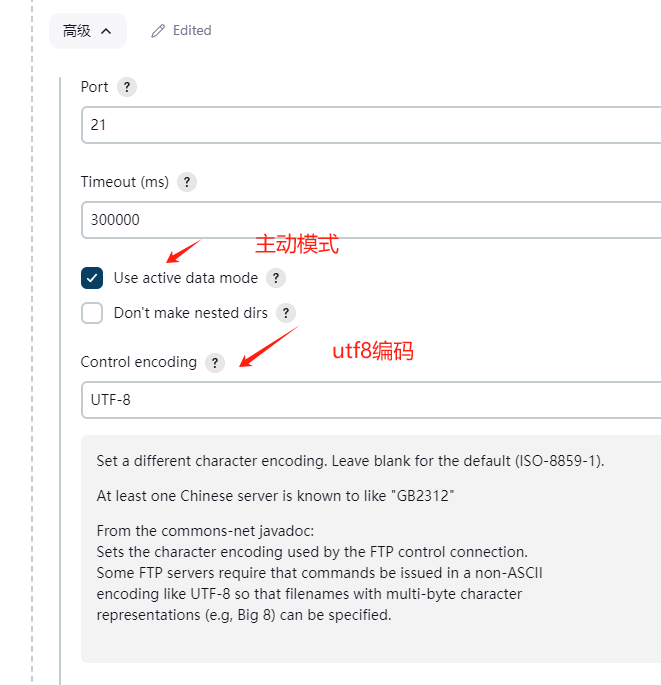 高级 Edited
Port ?
21
Timeout (ms) ?
300000
主动模式
Use active data mode ?
Don't make nested dirs ?
utf8编码
Control encoding ?
UTF-8
Set a different character encoding. Leave blank for the default (ISO-8859-1).
At least one Chinese server is known to like "GB2312"
From the commons-net javadoc:
Sets the character encoding used by the FTP control connection.
Some FTP servers require that commands be issued in a non-ASCII
encoding like UTF-8 so that filenames with multi-byte character
representations (e.g, Big 8) can be specified.